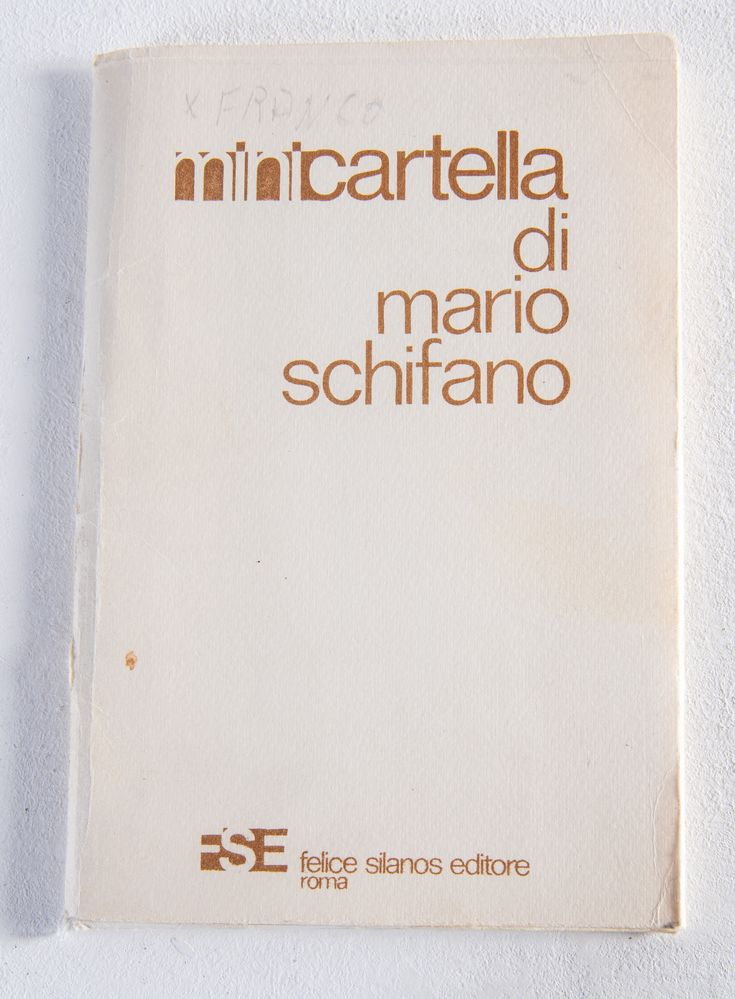 x FRANCO
minicartella
di
mario
schifano
FSE felice silanos editore
roma